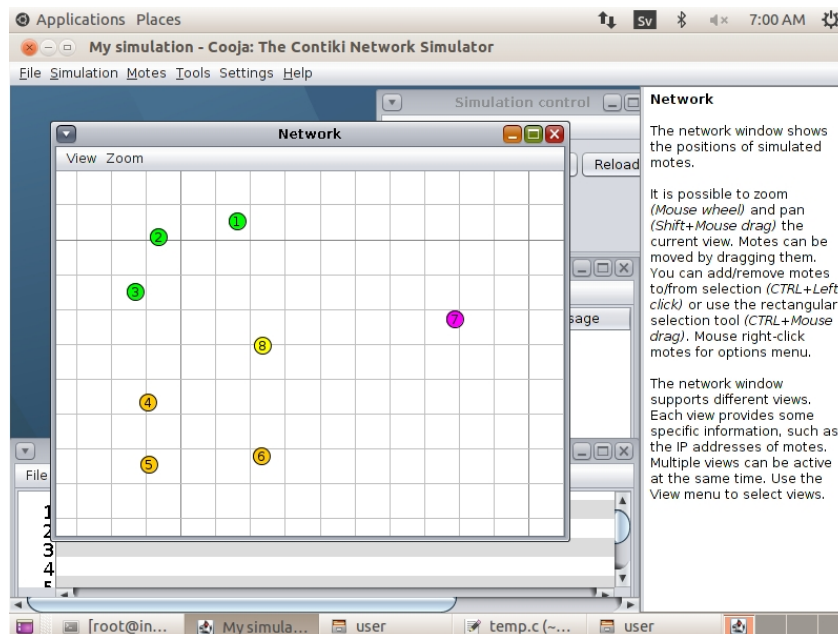 Applications Places
Sv
7:00 AM
My simulation - Cooja: The Contiki Network Simulator
File Simulation Motes Tools Settings Help
Simulation control
Network
View Zoom
Reload
1
2
3
7
8
4
5
6
sage
File
1
2
3
4
5
Network
The network window shows
the positions of simulated
motes.
It is possible to zoom
(Mouse wheel) and pan
(Shift+Mouse drag) the
current view. Motes can be
moved by dragging them.
You can add/remove motes
to/from selection (CTRL+Left
click) or use the rectangular
selection tool (CTRL+Mouse
drag). Mouse right-click
motes for options menu.
The network window
supports different views.
Each view provides some
specific information, such as
the IP addresses of motes.
Multiple views can be active
at the same time. Use the
View menu to select views.
[root@in...
My simula...
user
temp.c (~...
user